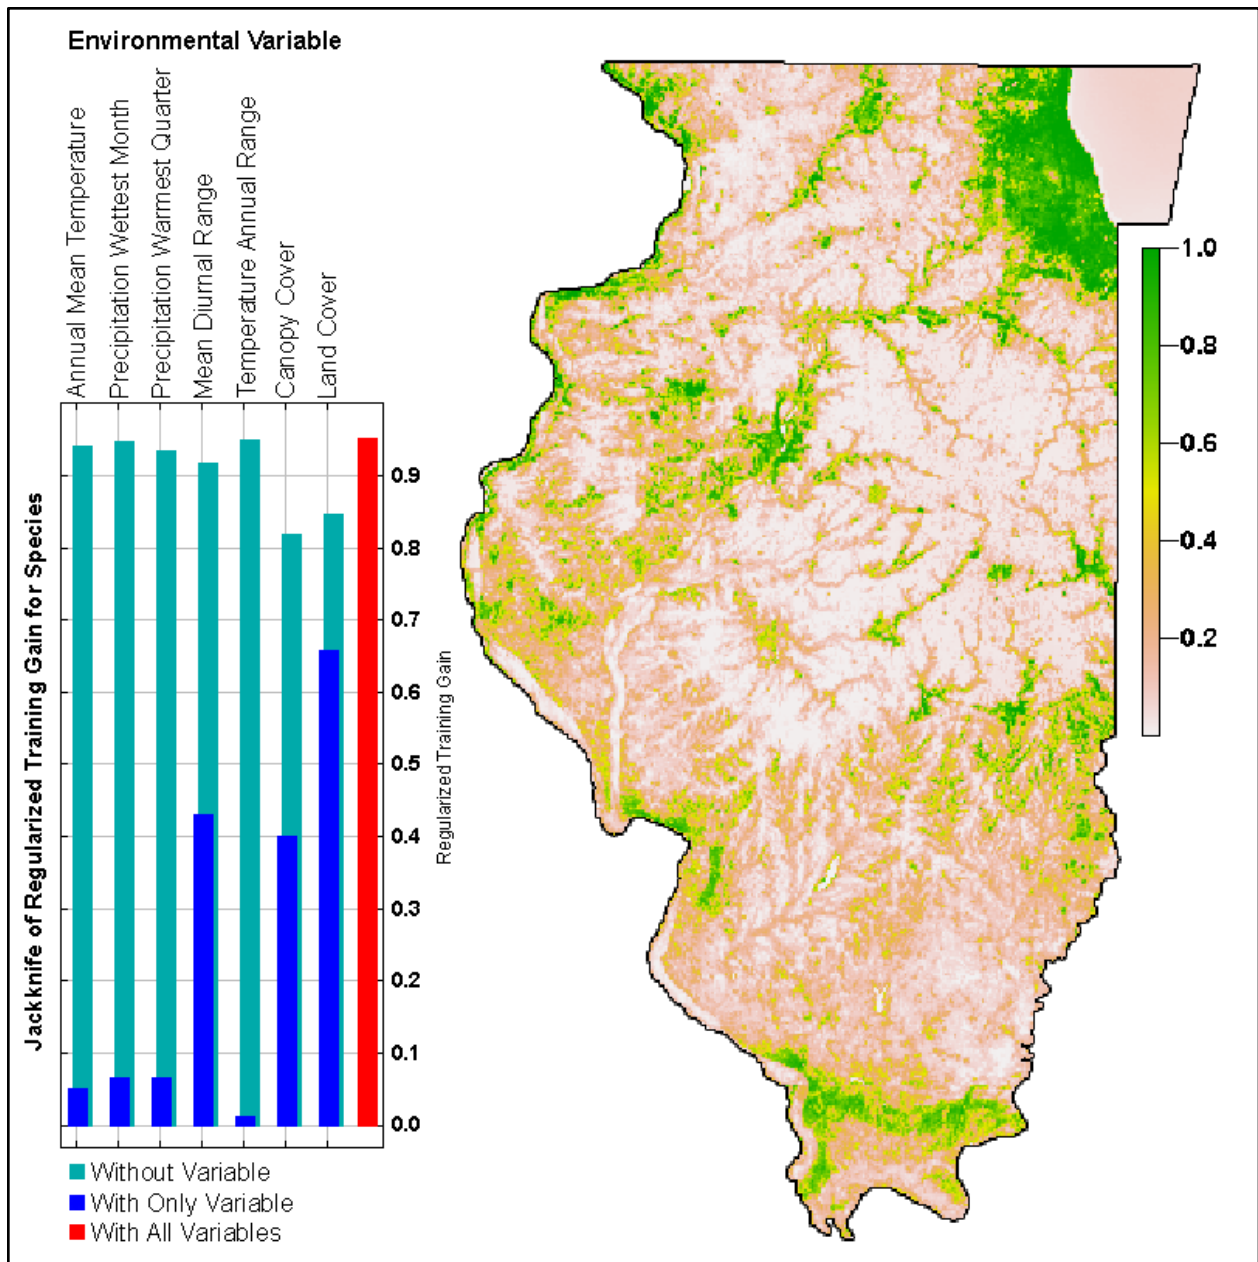 Environmental Variable
Annual Mean Temperature
Precipitation Wettest Month
Precipitation Warmest Quarter
Mean Diurnal Range
Temperature Annual Range
Canopy Cover
Land Cover
Jackknife of Regularized Training Gain for Species
0.9
0.8
0.7
0.6
0.5
0.4
0.3
0.2
0.1
0.0
Regularized Training Gain
Without Variable
With Only Variable
With All Variables
1.0
0.8
0.6
0.4
0.2